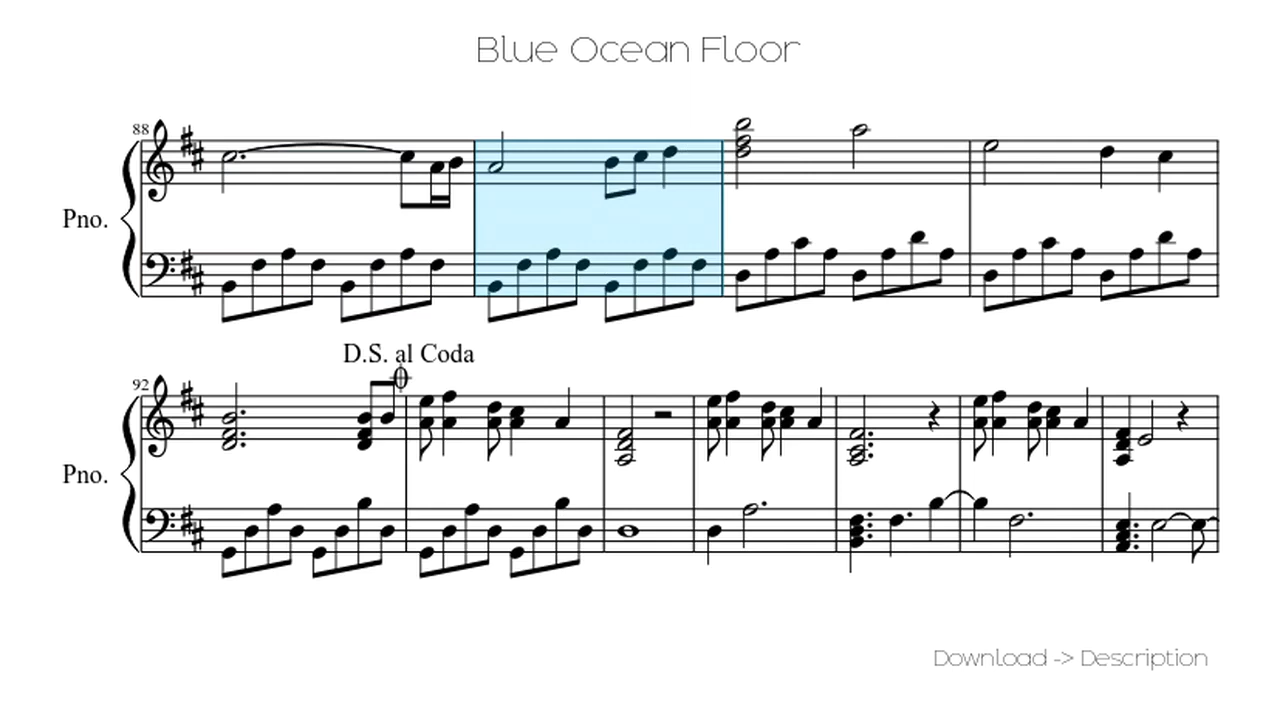 Blue Ocean Floor
88
Pno.
D.S. al Coda
92
Pno.
Download -> Description